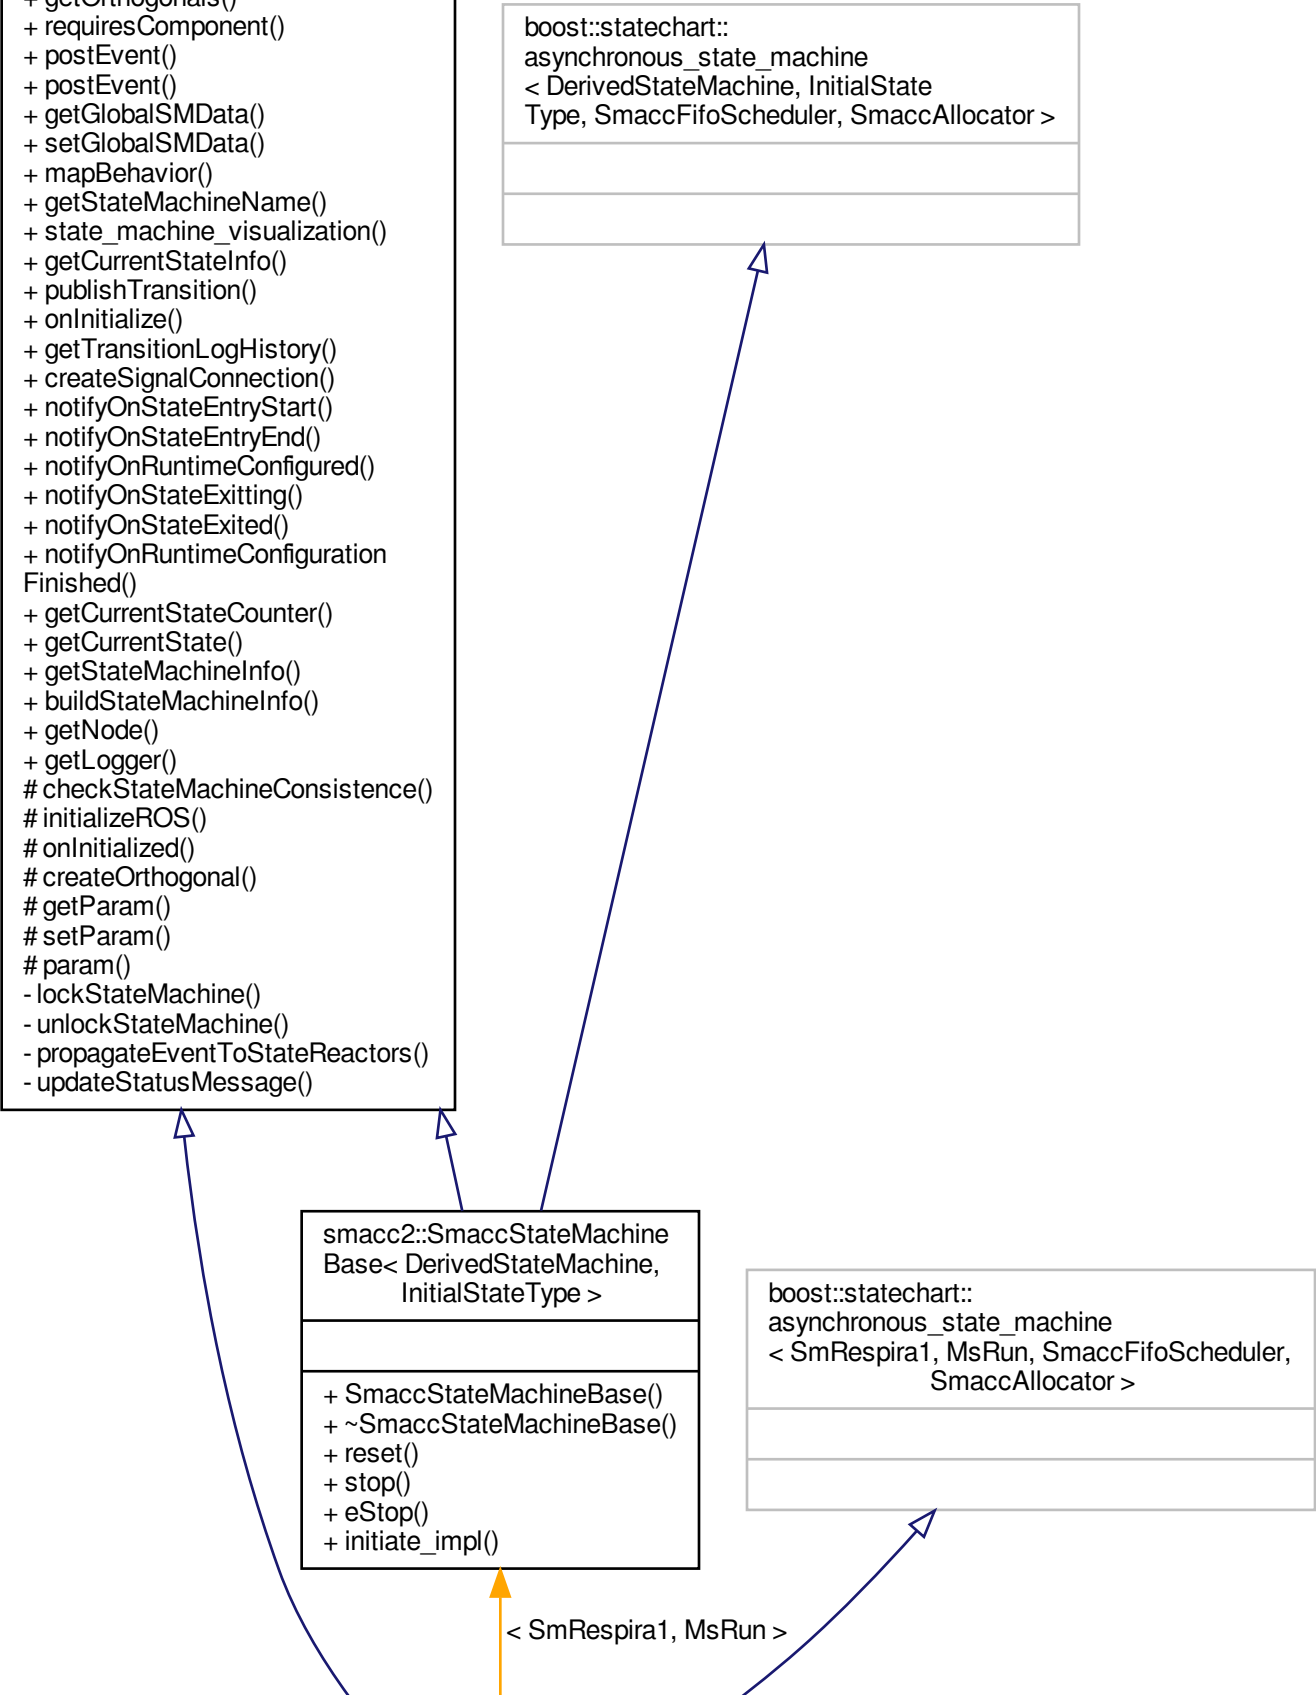 + getOrthogonals()
+ requiresComponent()
+ postEvent()
+ postEvent()
+ getGlobalSMData()
+ setGlobalSMData()
+ mapBehavior()
+ getStateMachineName()
+ state_machine_visualization()
+ getCurrentStateInfo()
+ publishTransition()
+ onInitialize()
+ getTransitionLogHistory()
+ createSignalConnection()
+ notifyOnStateEntryStart()
+ notifyOnStateEntryEnd()
+ notifyOnRuntimeConfigured()
+ notifyOnStateExitting()
+ notifyOnStateExited()
+ notifyOnRuntimeConfiguration
Finished()
+ getCurrentStateCounter()
+ getCurrentState()
+ getStateMachineInfo()
+ buildStateMachineInfo()
+ getNode()
+ getLogger()
# checkStateMachineConsistence()
# initializeROS()
# onInitialized()
# createOrthogonal()
# getParam()
# setParam()
# param()
- lockStateMachine()
- unlockStateMachine()
- propagateEventToStateReactors()
- updateStatusMessage()
boost::statechart::
asynchronous_state_machine
< DerivedStateMachine, InitialState
Type, SmaccFifoScheduler, SmaccAllocator >
smacc2::SmaccStateMachine
Base< DerivedStateMachine,
InitialStateType >
+ SmaccStateMachineBase()
+ ~SmaccStateMachineBase()
+ reset()
+ stop()
+ eStop()
+ initiate_impl()
boost::statechart::
asynchronous_state_machine
< SmRespira1, MsRun, SmaccFifoScheduler,
SmaccAllocator >
< SmRespira1, MsRun >